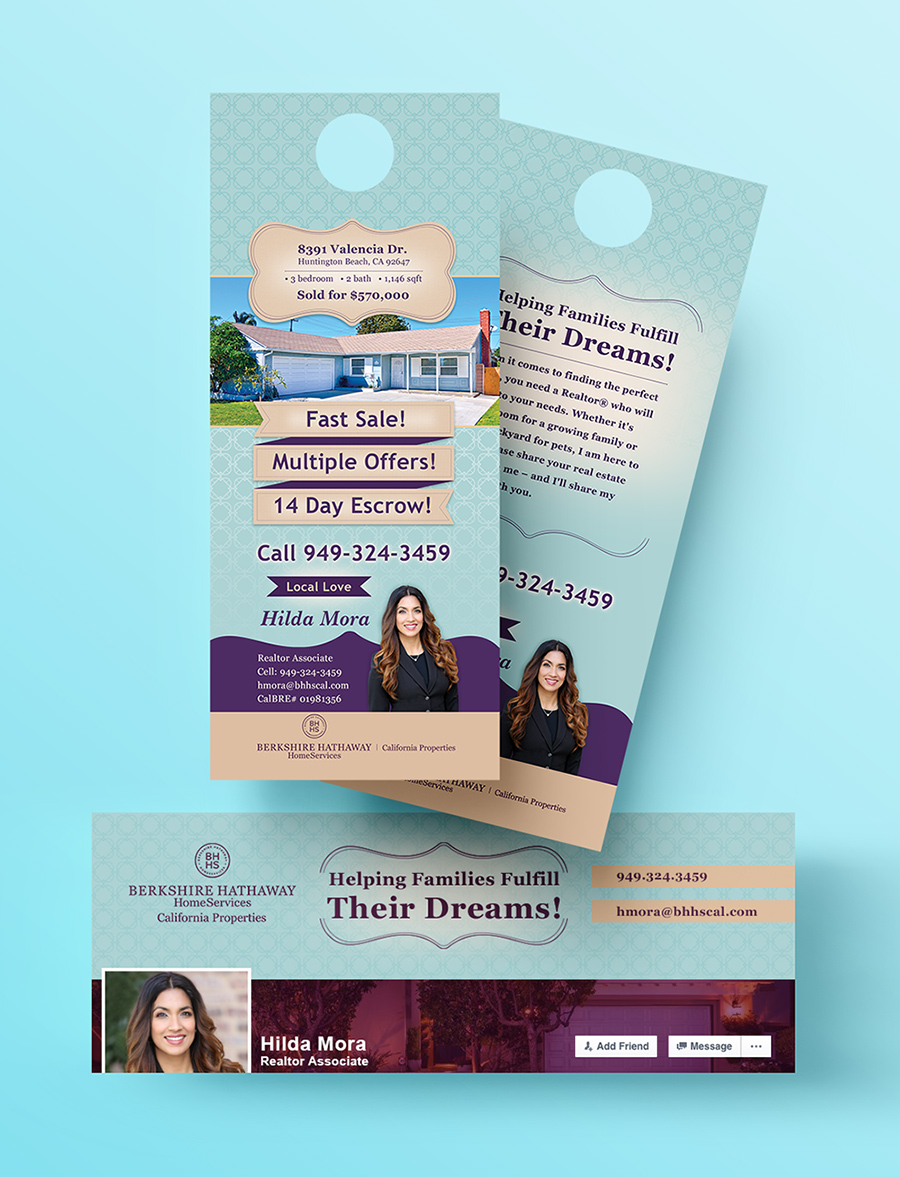 8391 Valencia Dr.
Huntington Beach, CA 92647
• 3 bedroom • 2 bath • 1,146 sqft
Sold for $570,000
Fast Sale!
Multiple Offers!
14 Day Escrow!
Call 949-324-3459
Local Love
Hilda Mora
Realtor Associate
Cell: 949-324-3459
hmora@bhhscal.com
CalBRE# 01981356
BH
HS
BERKSHIRE HATHAWAY | California Properties
HomeServices
Helping Families Fulfill
Their Dreams!
it comes to finding the perfect
you need a Realtor® who will
your needs. Whether it's
for a growing family or
for pets, I am here to
share your real estate
me – and I'll share my
you.
9-324-3459
HATHAWAY | California Properties
HomeServices
BH
HS
BERKSHIRE HATHAWAY
HomeServices
California Properties
Helping Families Fulfill
Their Dreams!
949.324.3459
hmora@bhhscal.com
Hilda Mora
Realtor Associate
Add Friend
Message